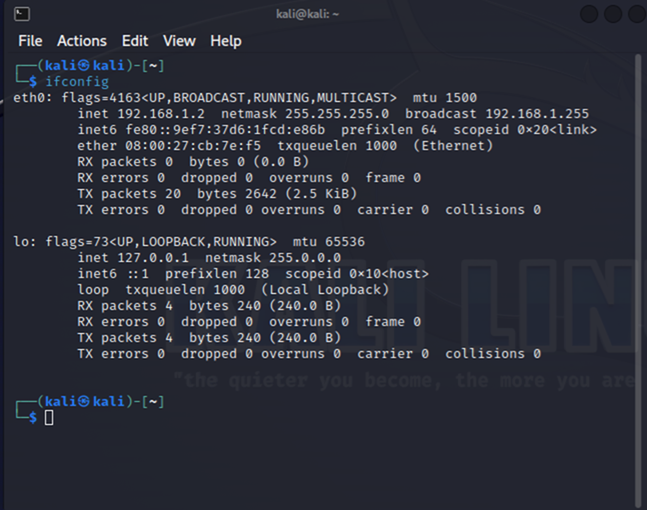 kali@kali: ~
File Actions Edit View Help
┌──(kali㉿kali)-[~]
└─$ ifconfig
eth0: flags=4163<UP,BROADCAST,RUNNING,MULTICAST> mtu 1500
inet 192.168.1.2 netmask 255.255.255.0 broadcast 192.168.1.255
inet6 fe80::9ef7:37d6:1fcd:e86b prefixlen 64 scopeid 0×20<link>
ether 08:00:27:cb:7e:f5 txqueuelen 1000 (Ethernet)
RX packets 0 bytes 0 (0.0 B)
RX errors 0 dropped 0 overruns 0 frame 0
TX packets 20 bytes 2642 (2.5 KiB)
TX errors 0 dropped 0 overruns 0 carrier 0 collisions 0
lo: flags=73<UP,LOOPBACK,RUNNING> mtu 65536
inet 127.0.0.1 netmask 255.0.0.0
inet6 ::1 prefixlen 128 scopeid 0×10<host>
loop txqueuelen 1000 (Local Loopback)
RX packets 4 bytes 240 (240.0 B)
RX errors 0 dropped 0 overruns 0 frame 0
TX packets 4 bytes 240 (240.0 B)
TX errors 0 dropped 0 overruns 0 carrier 0 collisions 0
"the quieter you become, the more you are
┌──(kali㉿kali)-[~]
└─$